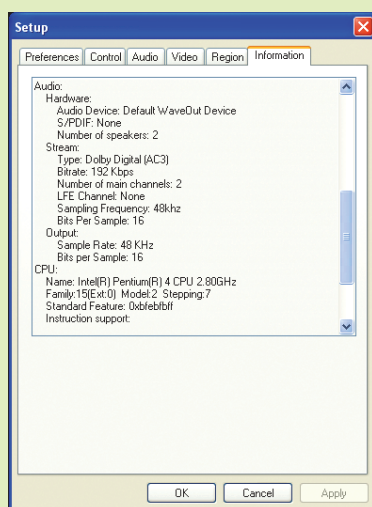 Setup
Preferences Control Audio Video Region Information
Audio:
Hardware:
Audio Device: Default WaveOut Device
S/PDIF: None
Number of speakers: 2
Stream:
Type: Dolby Digital (AC3)
Bitrate: 192 Kbps
Number of main channels: 2
LFE Channel: None
Sampling Frequency: 48khz
Bits Per Sample: 16
Output:
Sample Rate: 48 KHz
Bits per Sample: 16
CPU:
Name: Intel(R) Pentium(R) 4 CPU 2.80GHz
Family:15(Ext:0) Model:2 Stepping:7
Standard Feature: 0xbfebfbff
Instruction support:
OK Cancel Apply